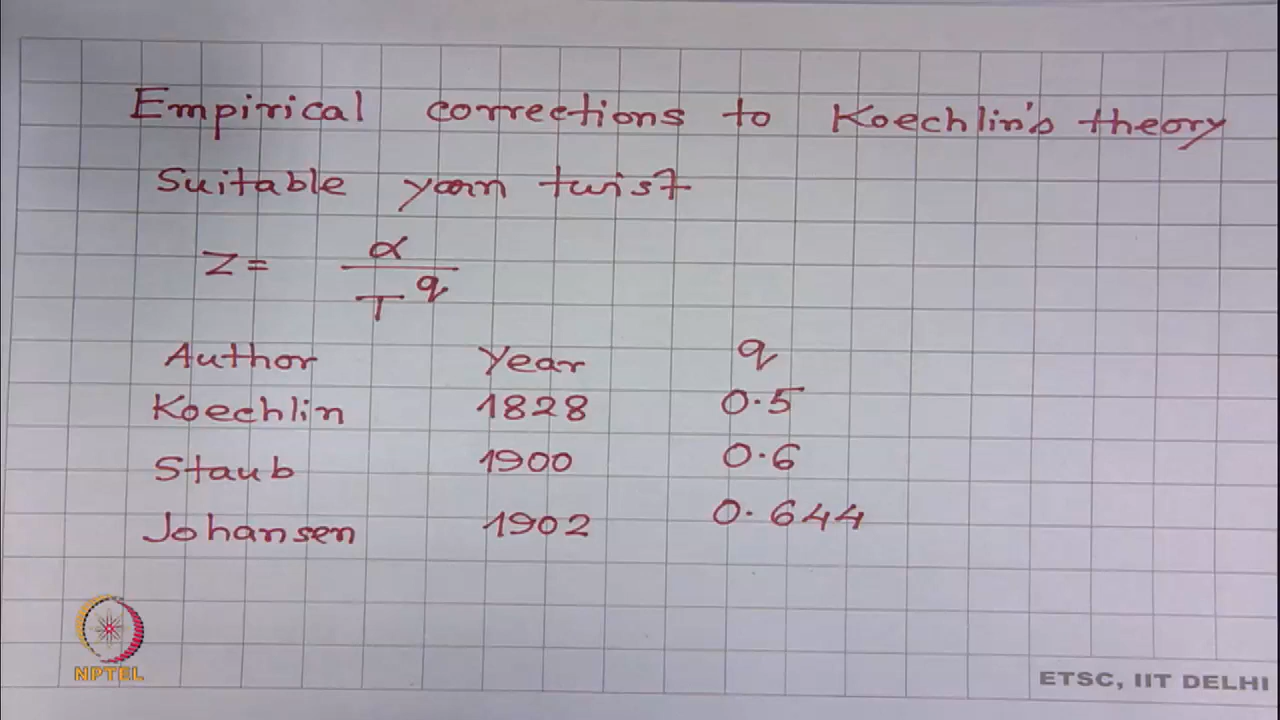 Empirical corrections to Koechlin's theory
Suitable yarn twist
Z = α / T^q
Author Year q
Koechlin 1828 0.5
Staub 1900 0.6
Johansen 1902 0.644
NPTEL
ETSC, IIT DELHI